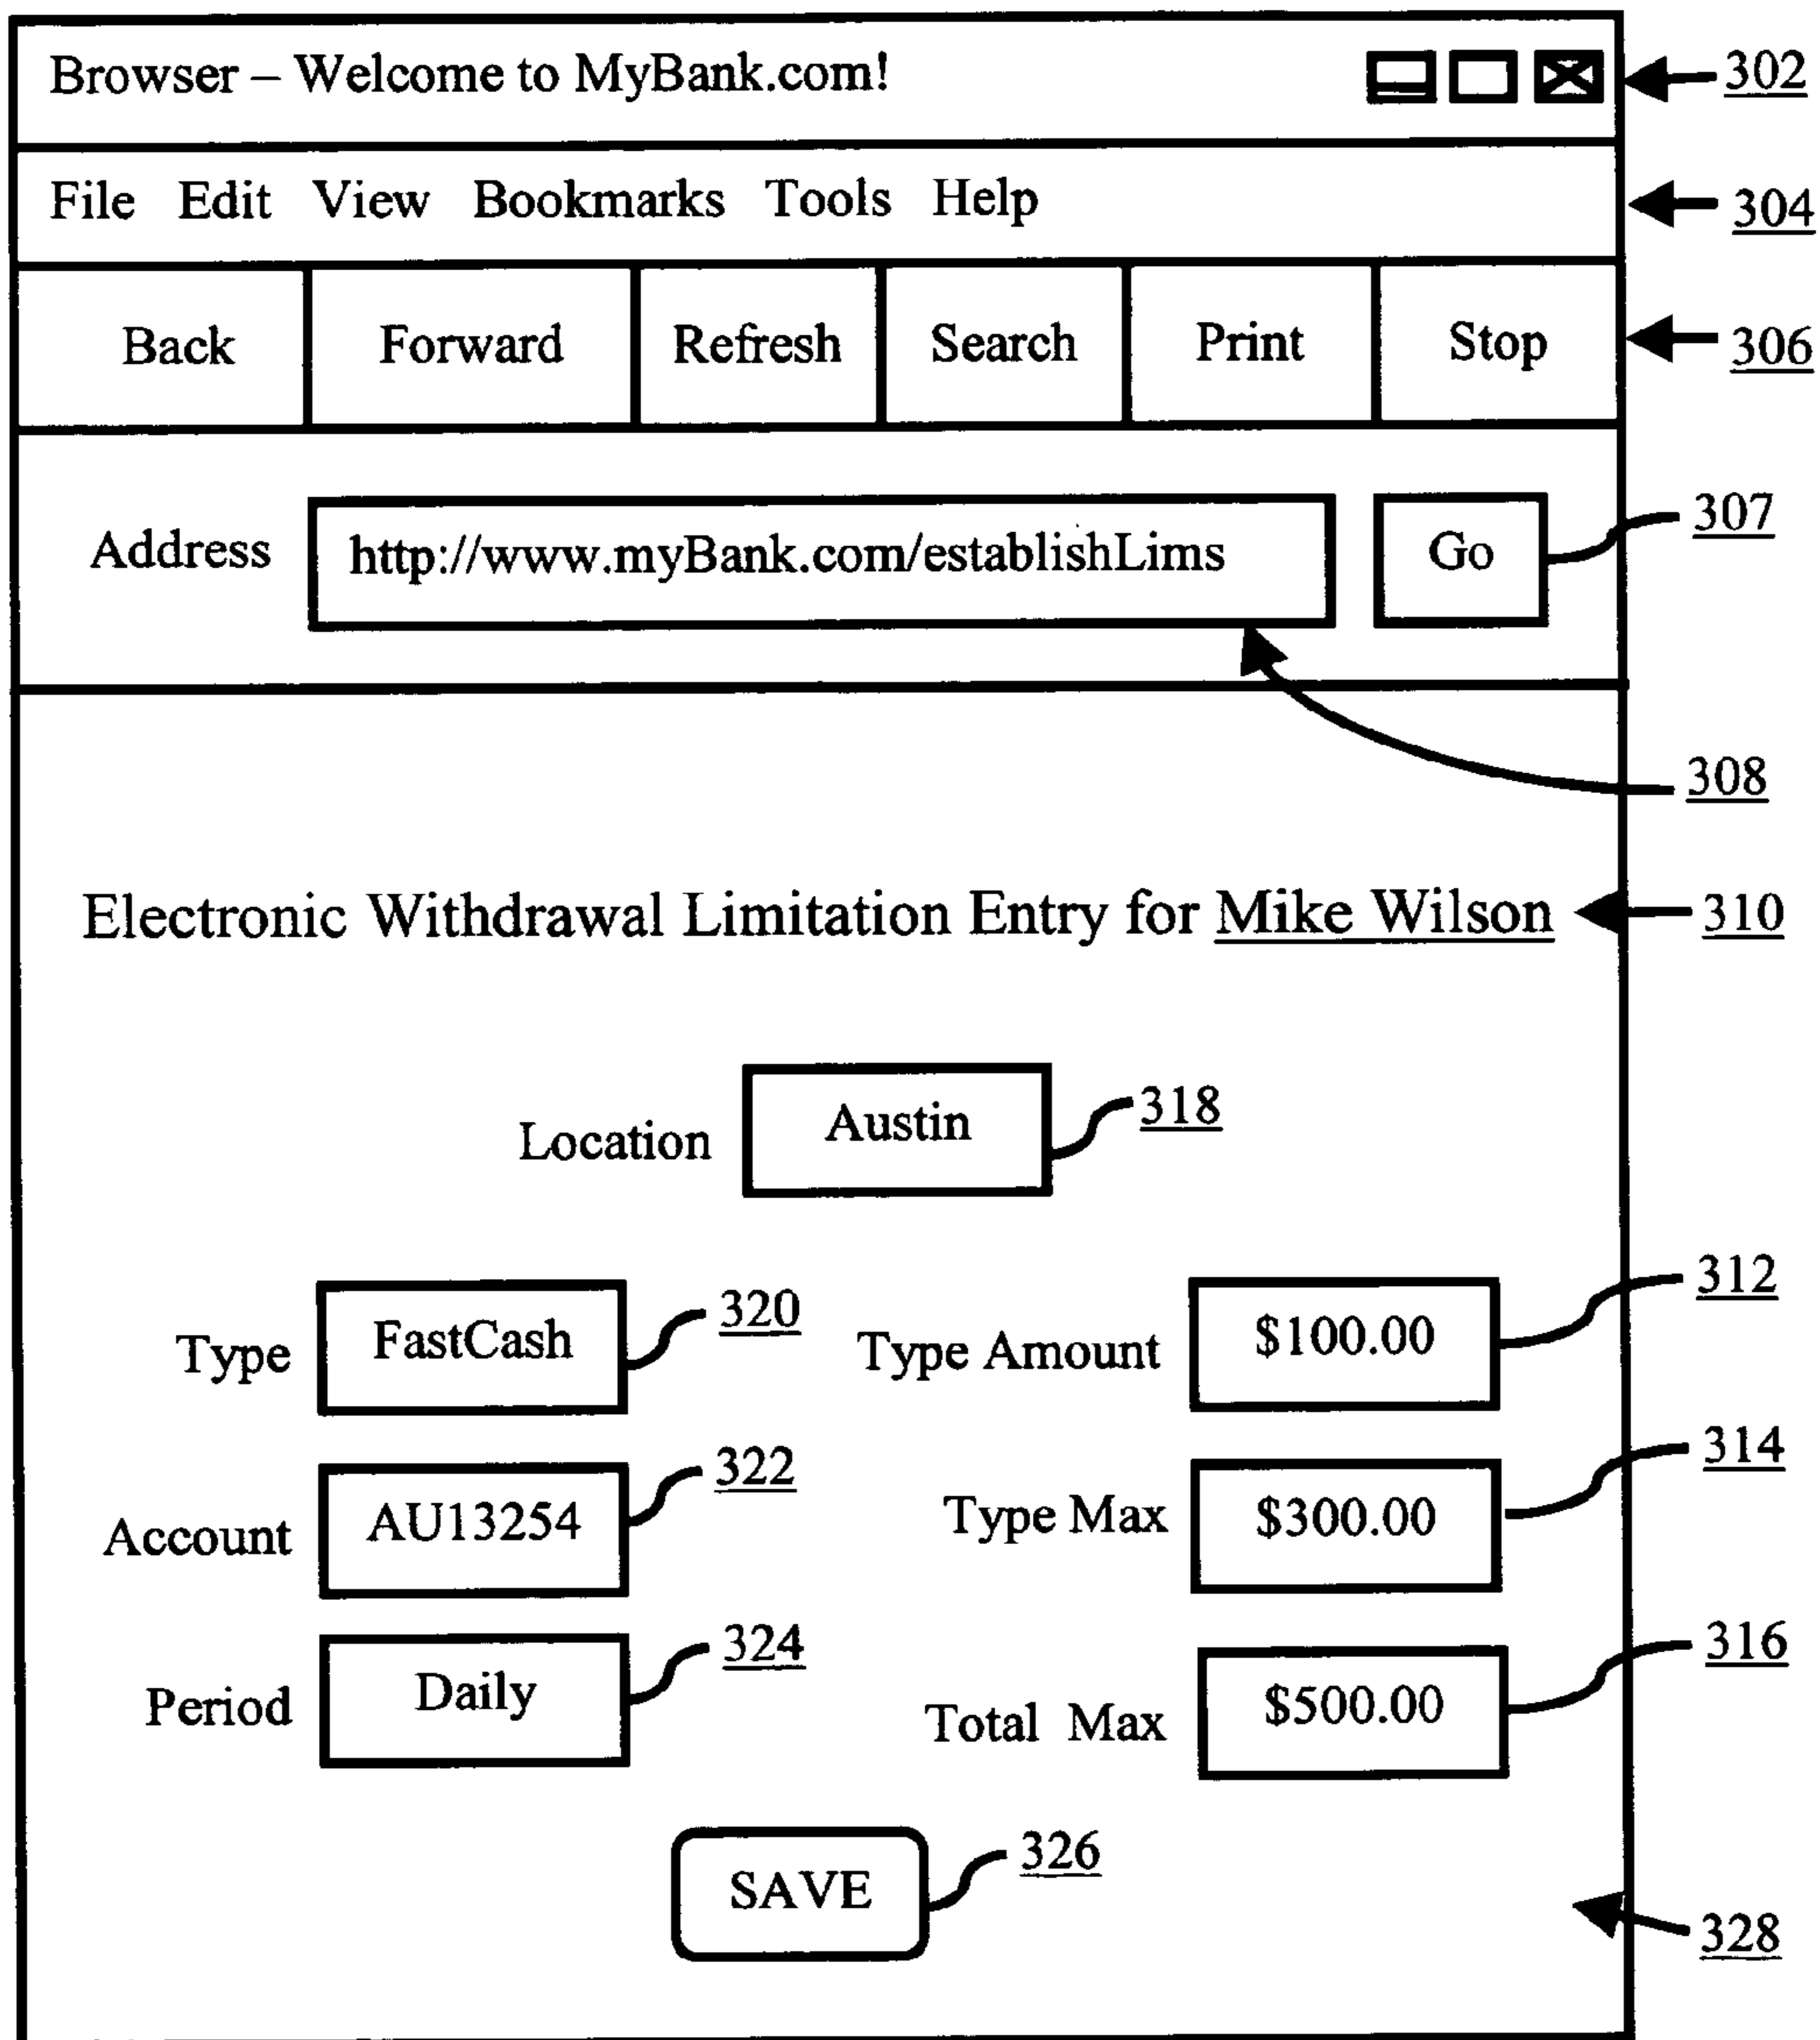 Browser – Welcome to MyBank.com! 302
File Edit View Bookmarks Tools Help 304
Back Forward Refresh Search Print Stop 306
Address http://www.myBank.com/establishLims Go 307
308
Electronic Withdrawal Limitation Entry for Mike Wilson 310
Location Austin 318
Type FastCash 320 Type Amount $100.00 312
Account AU13254 322 Type Max $300.00 314
Period Daily 324 Total Max $500.00 316
SAVE 326
328